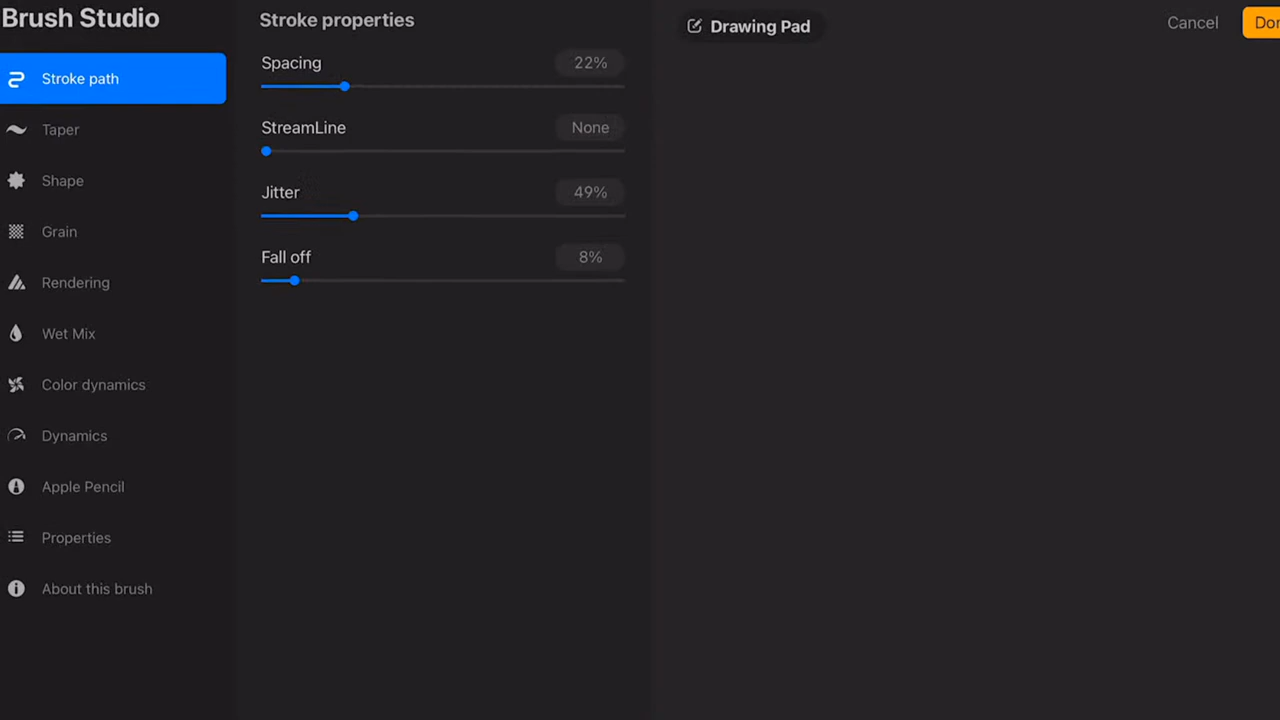 Brush Studio
Stroke path
Taper
Shape
Grain
Rendering
Wet Mix
Color dynamics
Dynamics
Apple Pencil
Properties
About this brush
Stroke properties
Spacing 22%
StreamLine None
Jitter 49%
Fall off 8%
Drawing Pad
Cancel